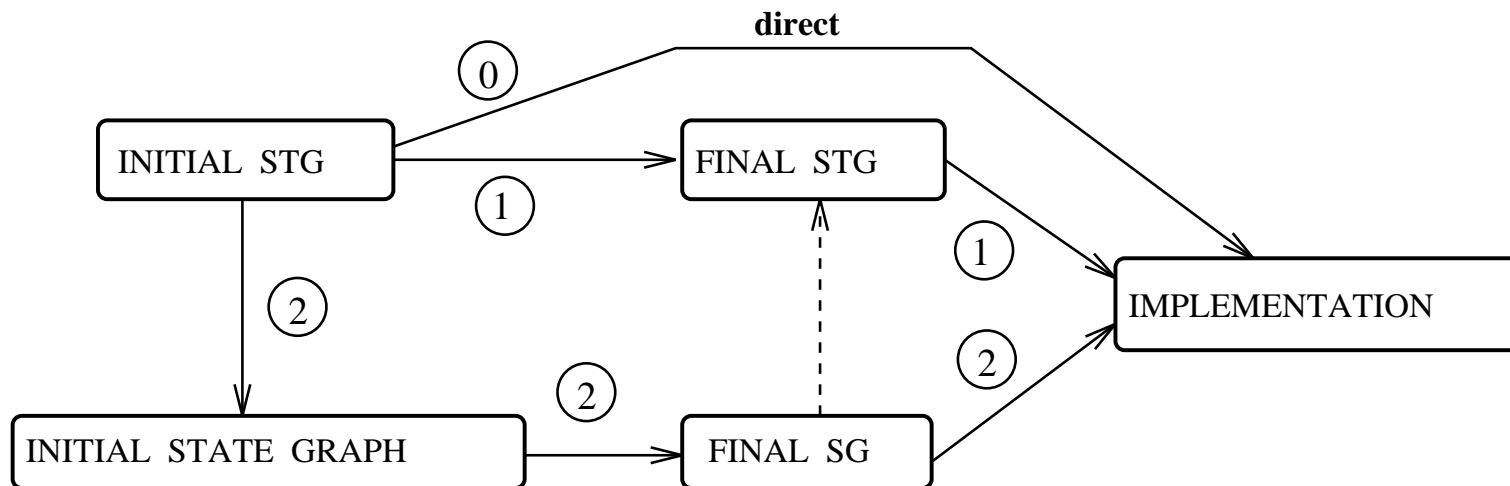 direct
0
INITIAL STG
FINAL STG
1
1
2
IMPLEMENTATION
2
2
INITIAL STATE GRAPH
FINAL SG